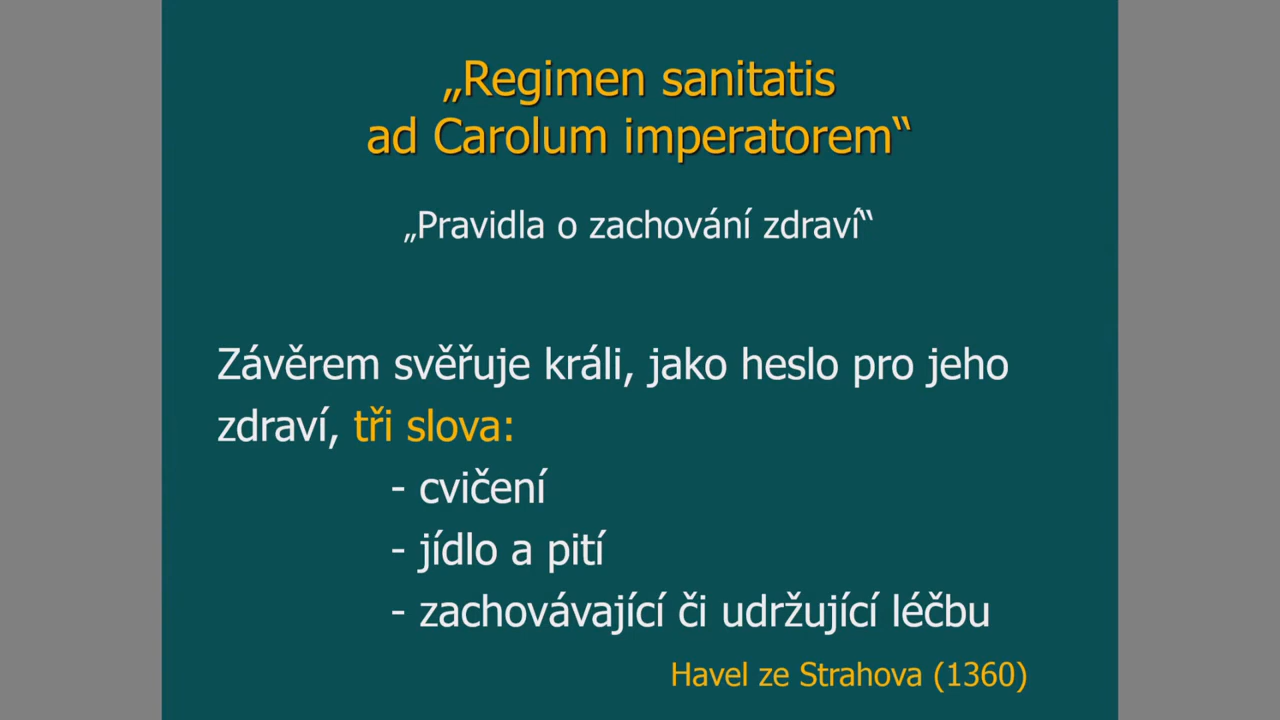 „Regimen sanitatis
ad Carolum imperatorem“
„Pravidla o zachování zdraví“
Závěrem svěřuje králi, jako heslo pro jeho
zdraví, tři slova:
- cvičení
- jídlo a pití
- zachovávající či udržující léčbu
Havel ze Strahova (1360)